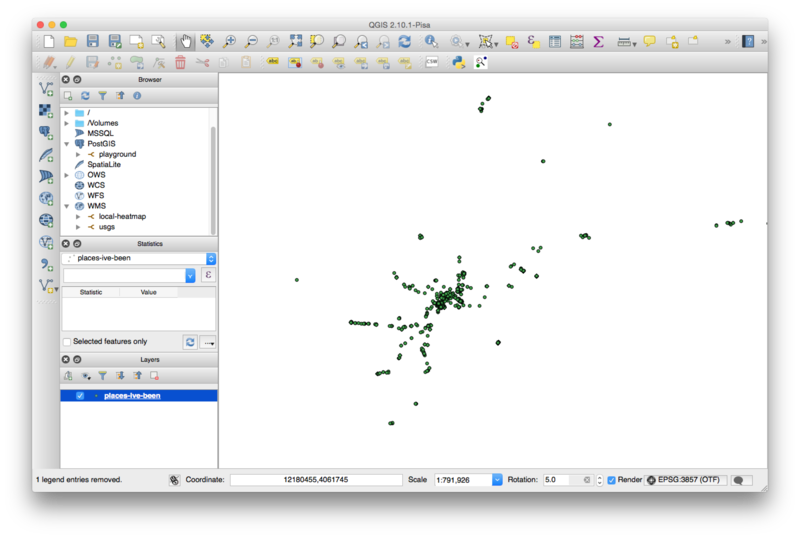 QGIS 2.10.1-Pisa
abc
CSW
Browser
/
/Volumes
MSSQL
PostGIS
playground
SpatiaLite
OWS
WCS
WFS
WMS
local-heatmap
usgs
Statistics
places-ive-been
ε
Statistic Value
Selected features only
...
Layers
places-ive-been
1 legend entries removed.
Coordinate: 12180455,4061745 Scale 1:791,926 Rotation: 5.0 Render EPSG:3857 (OTF)